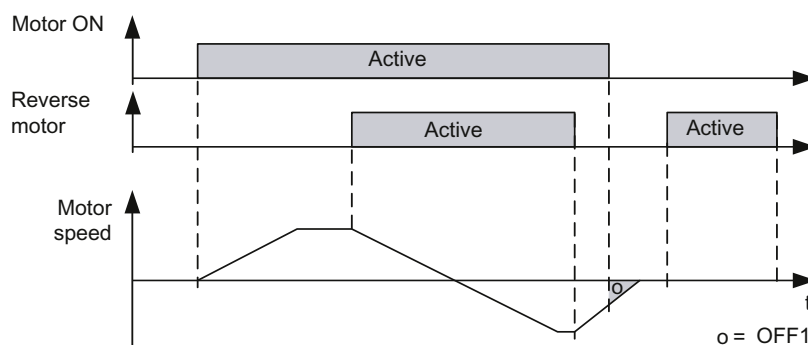 Motor ON
Active
Reverse
motor
Active
Active
Motor
speed
o
t
o = OFF1